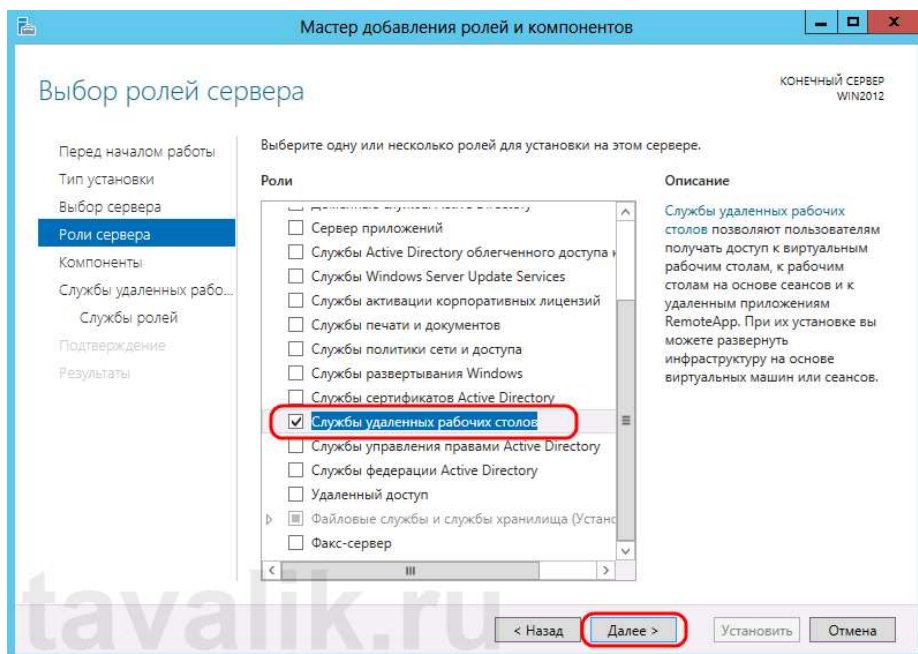 Мастер добавления ролей и компонентов
Выбор ролей сервера
КОНЕЧНЫЙ СЕРВЕР
WIN2012
Перед началом работы
Тип установки
Выбор сервера
Роли сервера
Компоненты
Службы удаленных рабо...
Службы ролей
Подтверждение
Результаты
Выберите одну или несколько ролей для установки на этом сервере.
Роли
Сервер приложений
Службы Active Directory облегченного доступа
Службы Windows Server Update Services
Службы активации корпоративных лицензий
Службы печати и документов
Службы политики сети и доступа
Службы развертывания Windows
Службы сертификатов Active Directory
Службы удаленных рабочих столов
Службы управления правами Active Directory
Службы федерации Active Directory
Удаленный доступ
Файловые службы и службы хранилища (Устано
Факс-сервер
Описание
Службы удаленных рабочих
столов позволяют пользователям
получать доступ к виртуальным
рабочим столам, к рабочим
столам на основе сеансов и к
удаленным приложениям
RemoteApp. При их установке вы
можете развернуть
инфраструктуру на основе
виртуальных машин или сеансов.
tavalik.ru
< Назад
Далее >
Установить
Отмена